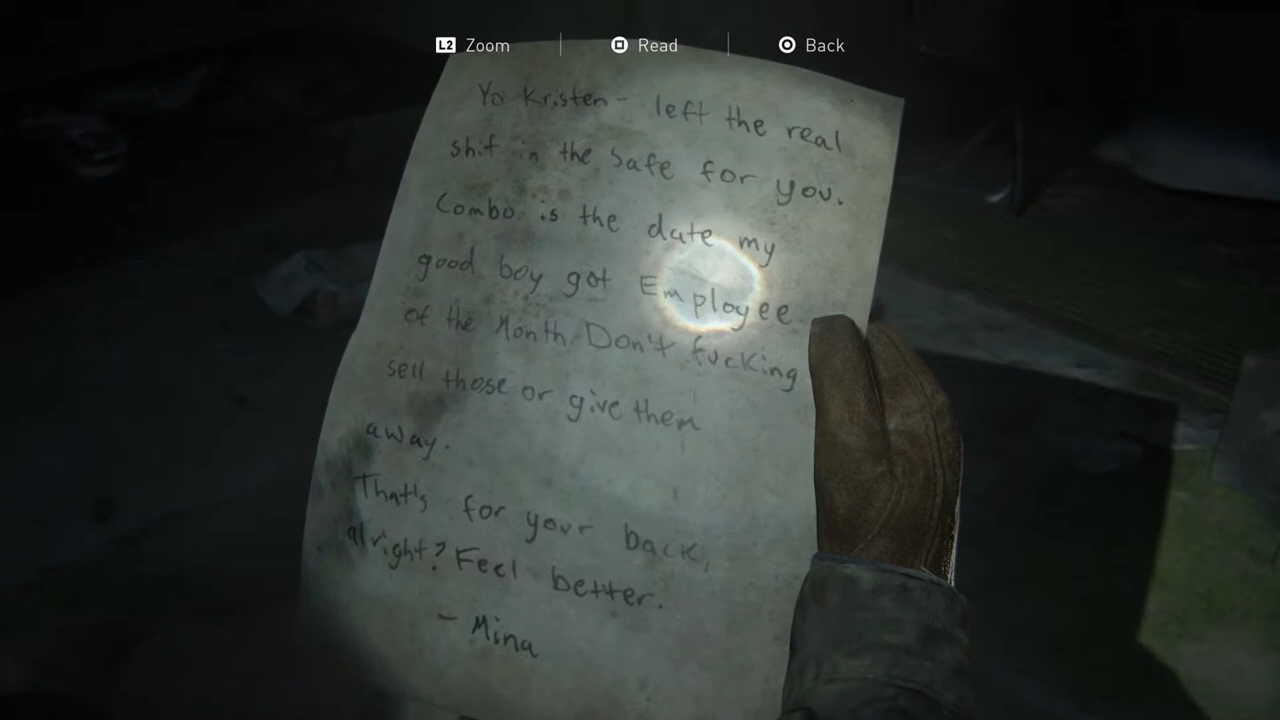 L2 Zoom | Read | Back
Yo Kristen- left the real
shit in the safe for you.
Combo is the date my
good boy got Employee
of the Month. Don't fucking
sell those or give them
away.
That's for your back,
alright? Feel better.
- Mina